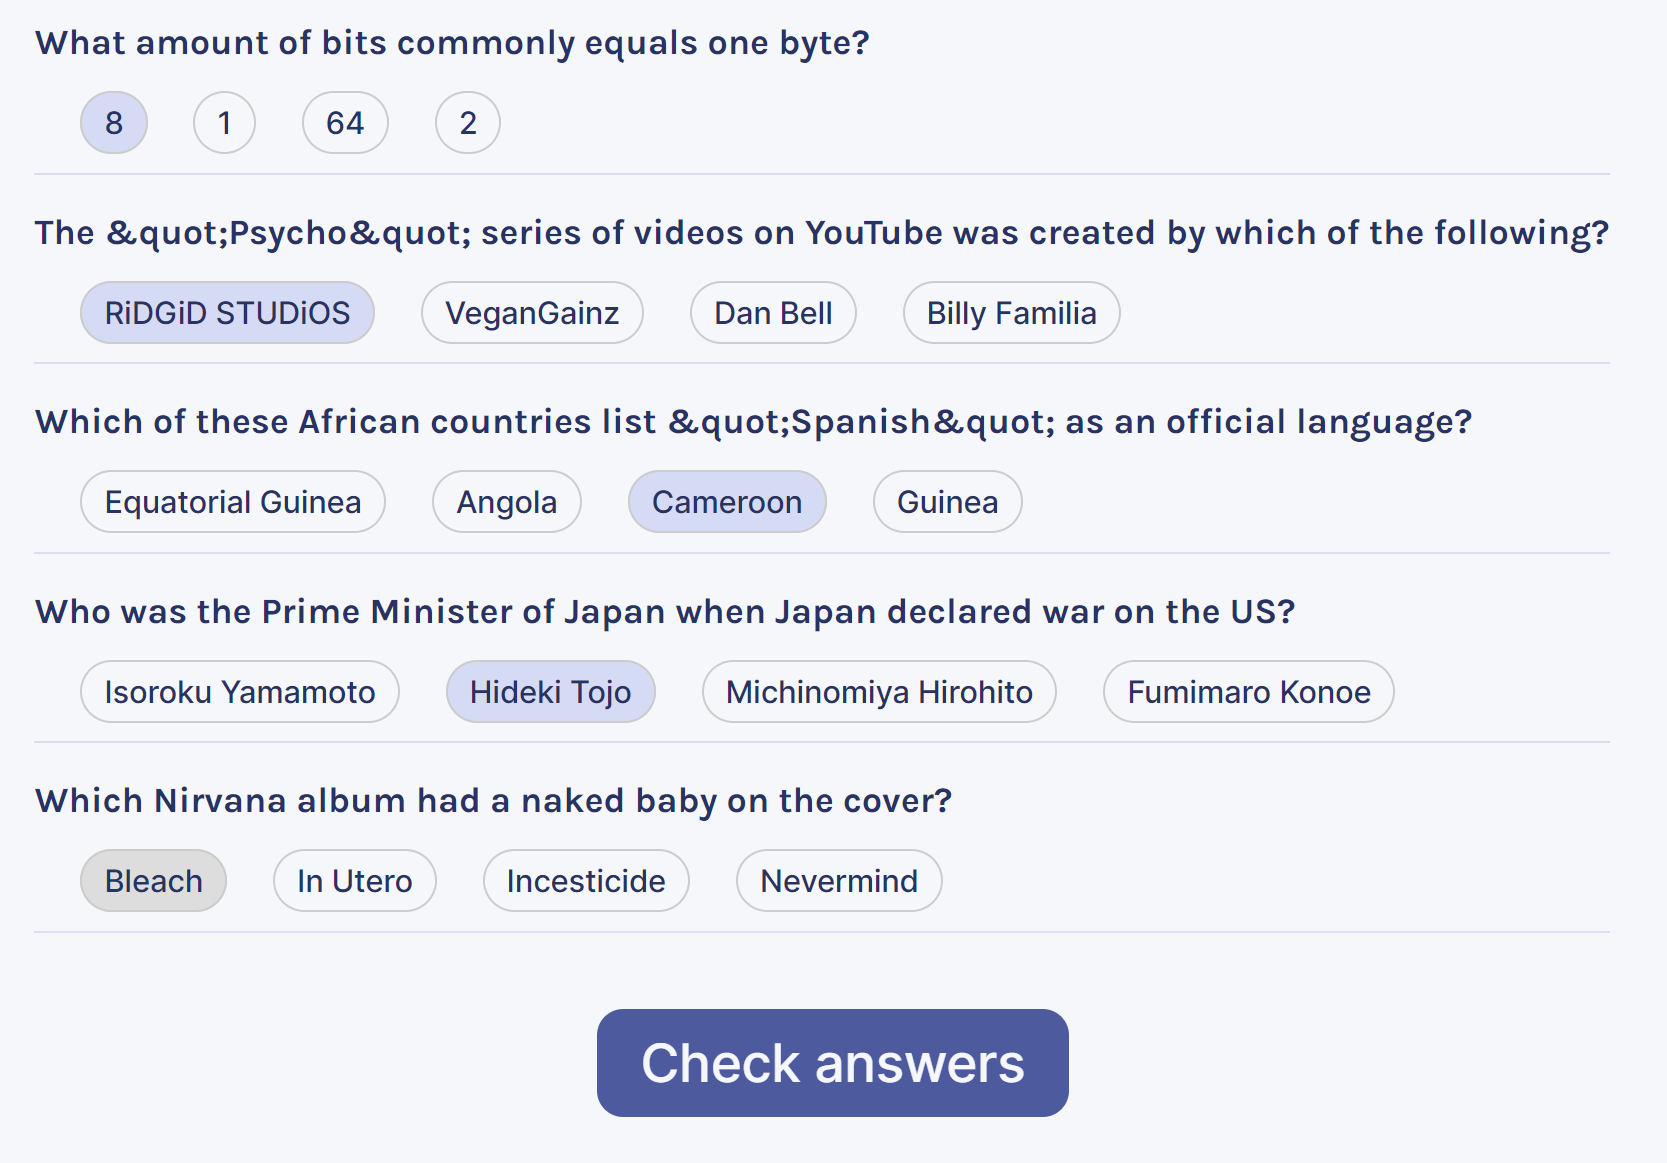 What amount of bits commonly equals one byte?
8 1 64 2
The &quot;Psycho&quot; series of videos on YouTube was created by which of the following?
RiDGiD STUDiOS VeganGainz Dan Bell Billy Familia
Which of these African countries list &quot;Spanish&quot; as an official language?
Equatorial Guinea Angola Cameroon Guinea
Who was the Prime Minister of Japan when Japan declared war on the US?
Isoroku Yamamoto Hideki Tojo Michinomiya Hirohito Fumimaro Konoe
Which Nirvana album had a naked baby on the cover?
Bleach In Utero Incesticide Nevermind
Check answers